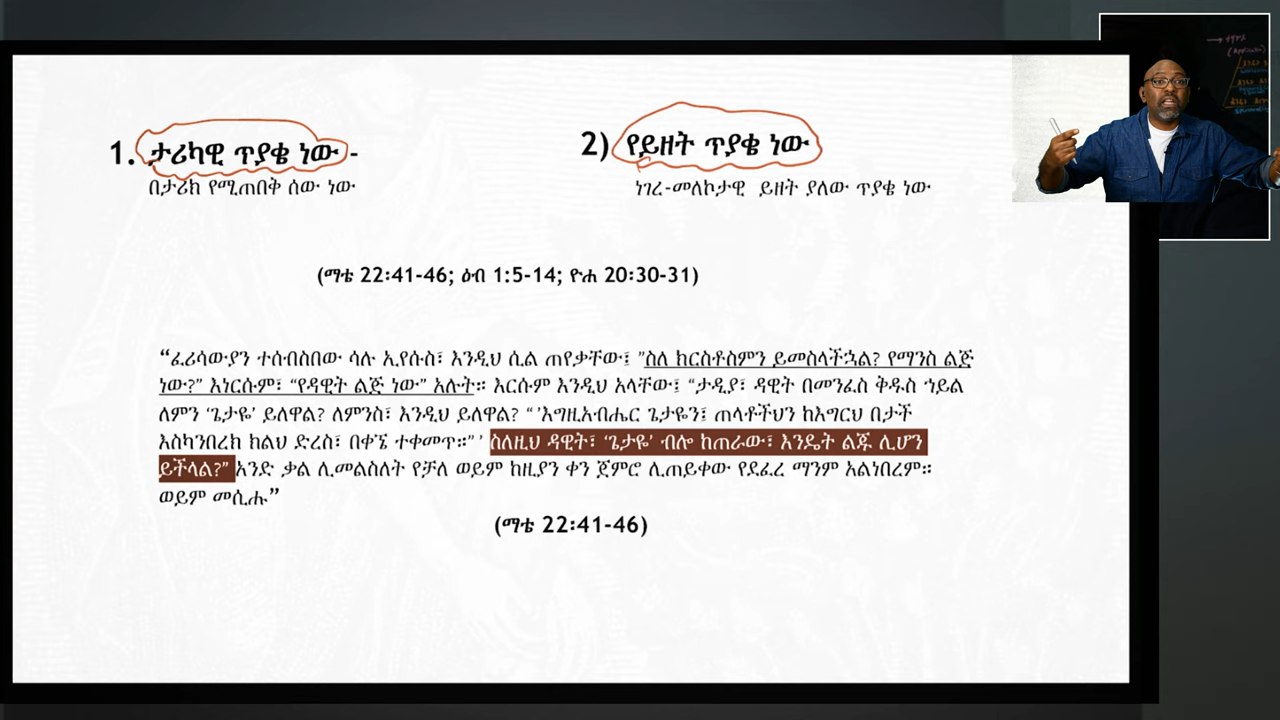 1. ታሪካዊ ጥያቄ ነው -
በታሪክ የሚጠበቅ ሰው ነው
2) የይዘት ጥያቄ ነው
ነገረ-መለኮታዊ ይዘት ያለው ጥያቄ ነው
(ማቴ 22፡41-46; ዕብ 1:5-14; ዮሐ 20፡30-31)
“ፈሪሳውያን ተሰብስበው ሳሉ ኢየሱስ፣ እንዲህ ሲል ጠየቃቸው፤ "ስለ ክርስቶስምን ይመስላችኋል? የማንስ ልጅ
ነው?” እነርሱም፣ “የዳዊት ልጅ ነው” አሉት። እርሱም እንዲህ አላቸው፤ “ታዲያ፣ ዳዊት በመንፈስ ቅዱስ ኀይል
ለምን ‘ጌታዬ’ ይለዋል? ለምንስ፣ እንዲህ ይለዋል? “ ’እግዚአብሔር ጌታዬን፤ ጠላቶችህን ከእግርህ በታች
እስካንበረክ ክልህ ድረስ፣ በቀኜ ተቀመጥ።” ’ ስለዚህ ዳዊት፣ ‘ጌታዬ’ ብሎ ከጠራው፣ እንዴት ልጁ ሊሆን
ይችላል?” አንድ ቃል ሊመልስለት የቻለ ወይም ከዚያን ቀን ጀምሮ ሊጠይቀው የደፈረ ማንም አልነበረም።
ወይም መሲሑ”
(ማቴ 22፡41-46)